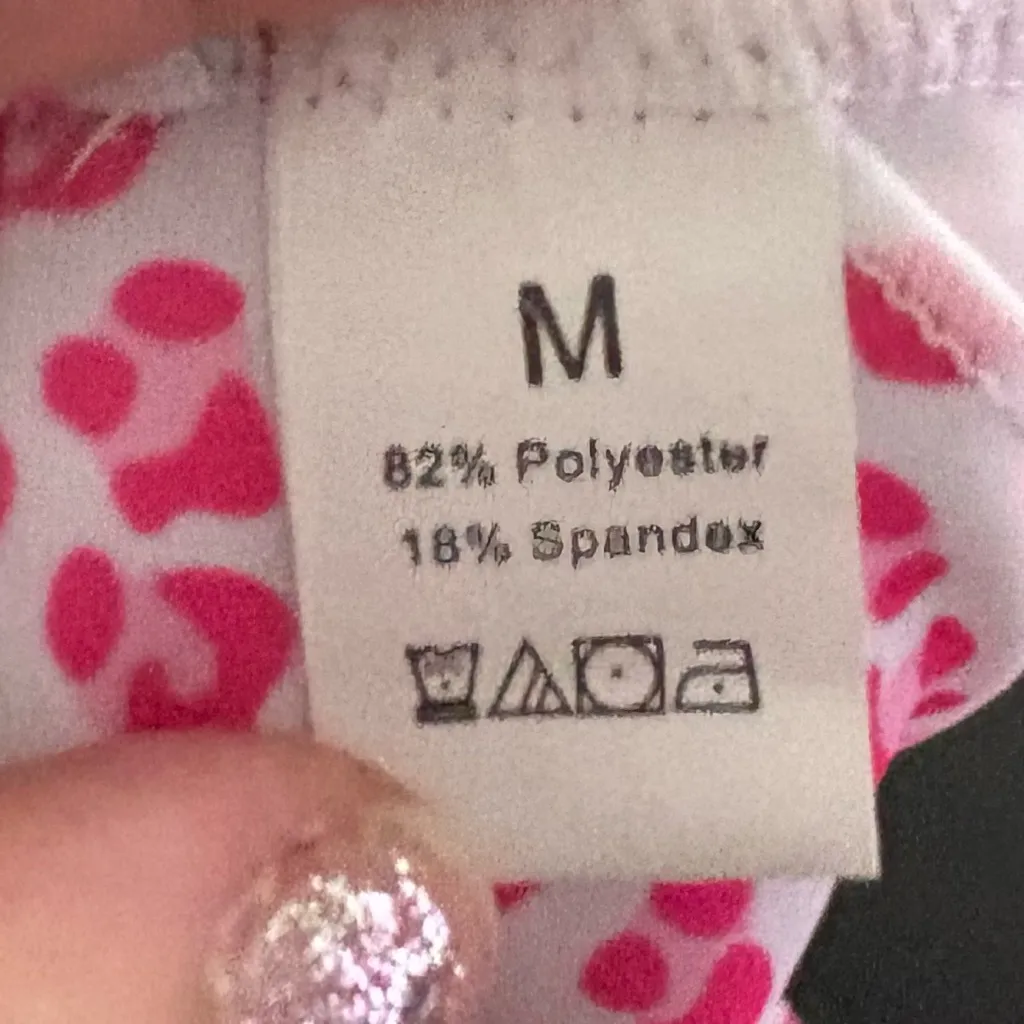 M
82% Polyester
18% Spandex